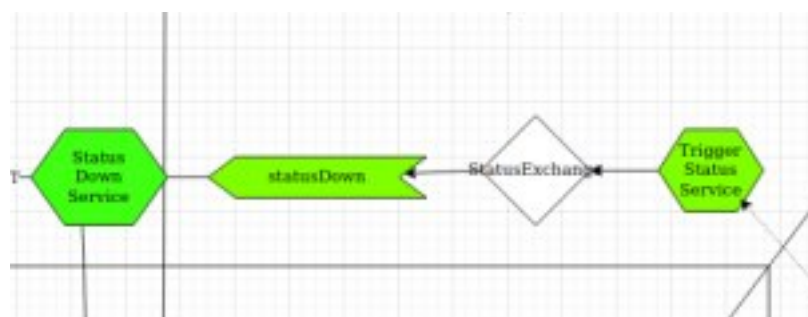 Status
Down
Service
statusDown
StatusExchange
Trigger
Status
Service